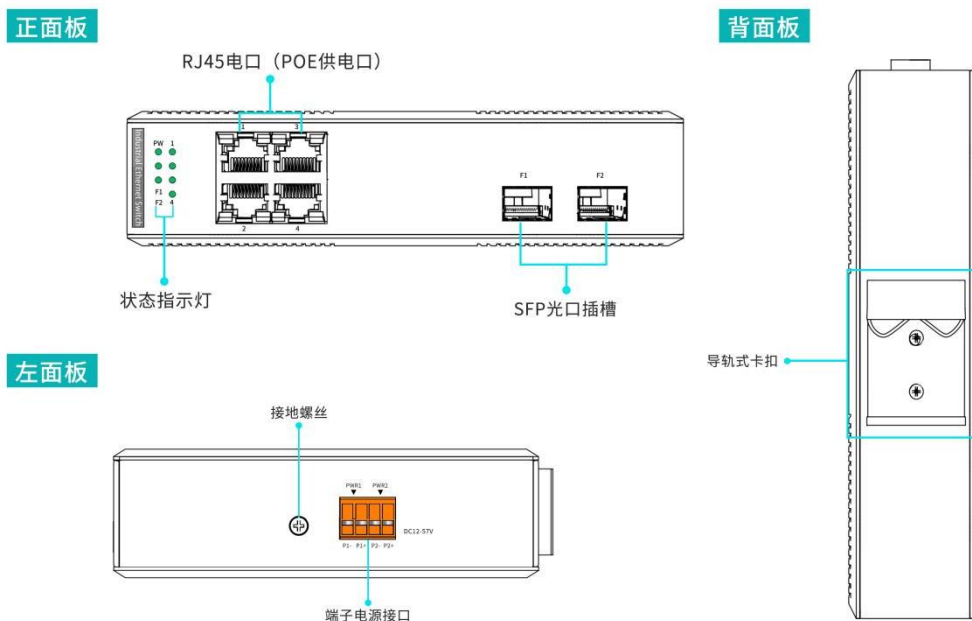 正面板
背面板
RJ45电口（POE供电口）
Industrial Ethernet Switch
PW 1
F1
F2 4
1 3
2 4
F1 F2
状态指示灯
SFP光口插槽
导轨式卡扣
左面板
接地螺丝
PWR1 PWR2
DC12-57V
P1- P1+ P2- P2+
端子电源接口